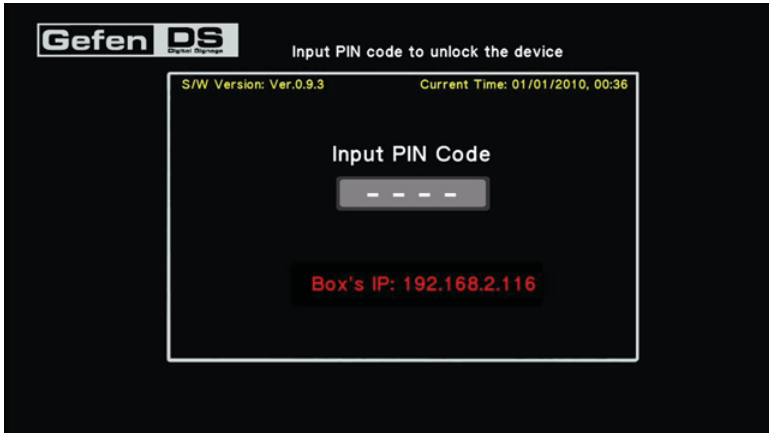 Gefen DS
Digital Signage
Input PIN code to unlock the device
S/W Version: Ver.0.9.3 Current Time: 01/01/2010, 00:36
Input PIN Code
- - - -
Box's IP: 192.168.2.116